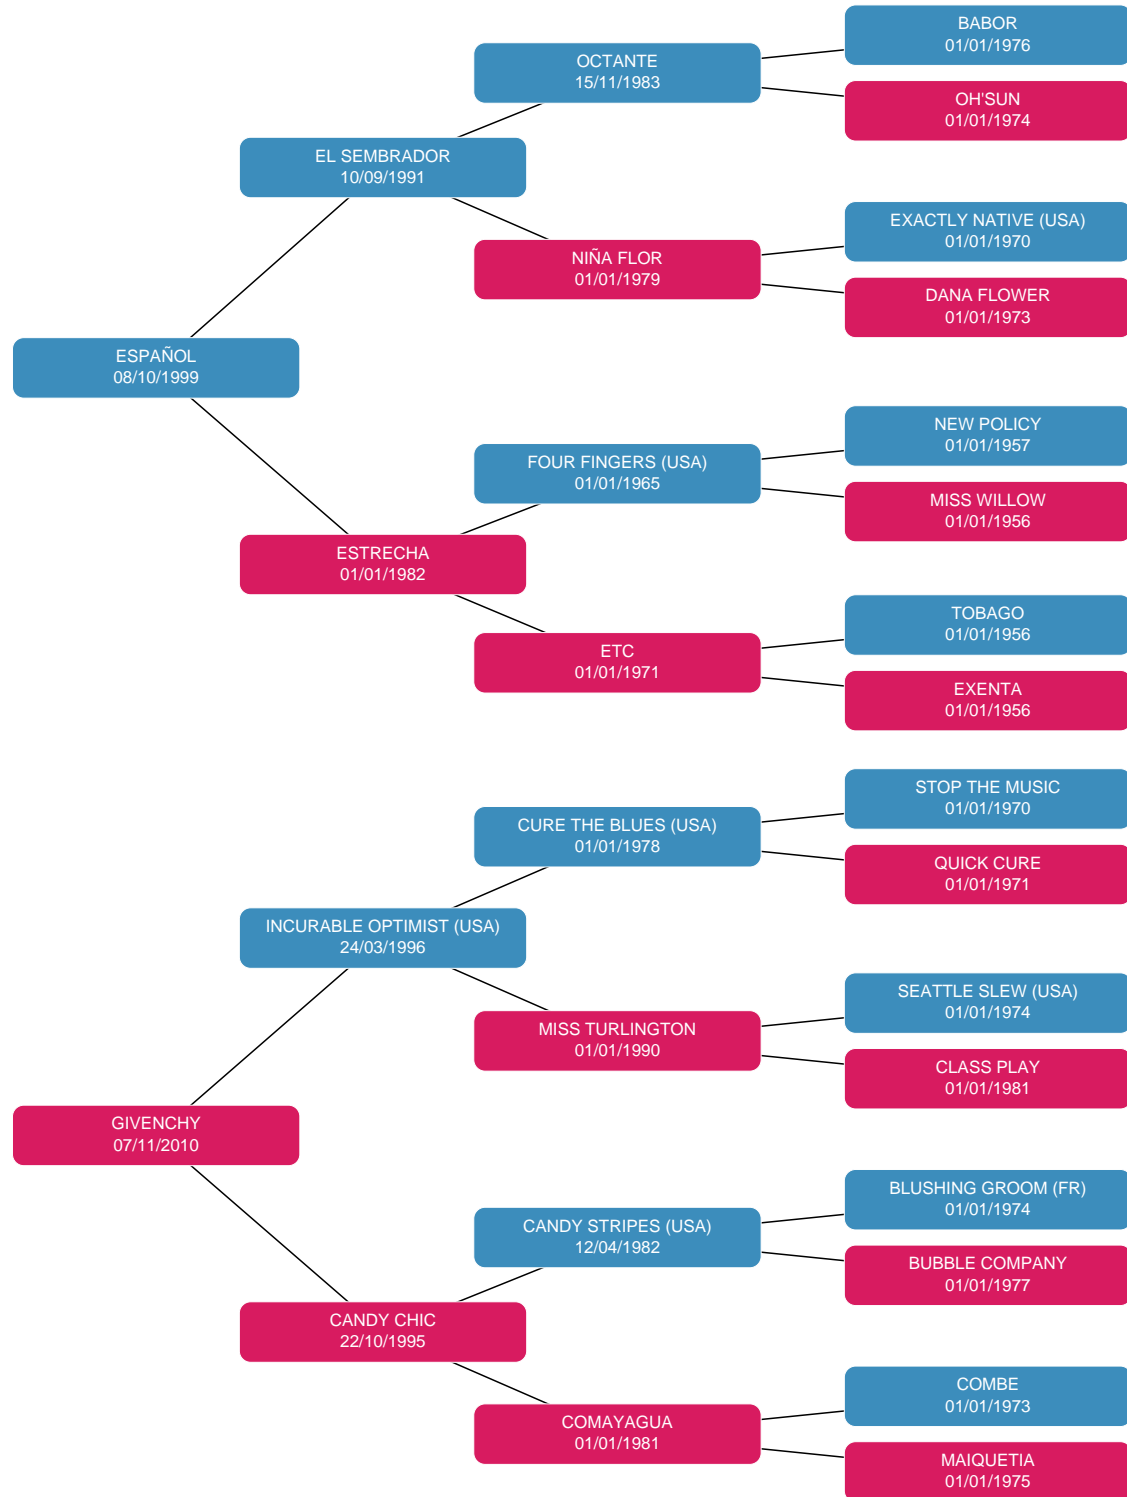 BABOR
01/01/1976
OCTANTE
15/11/1983
OH'SUN
01/01/1974
EL SEMBRADOR
10/09/1991
EXACTLY NATIVE (USA)
01/01/1970
NIÑA FLOR
01/01/1979
DANA FLOWER
01/01/1973
ESPAÑOL
08/10/1999
NEW POLICY
01/01/1957
FOUR FINGERS (USA)
01/01/1965
MISS WILLOW
01/01/1956
ESTRECHA
01/01/1982
TOBAGO
01/01/1956
ETC
01/01/1971
EXENTA
01/01/1956
STOP THE MUSIC
01/01/1970
CURE THE BLUES (USA)
01/01/1978
QUICK CURE
01/01/1971
INCURABLE OPTIMIST (USA)
24/03/1996
SEATTLE SLEW (USA)
01/01/1974
MISS TURLINGTON
01/01/1990
CLASS PLAY
01/01/1981
GIVENCHY
07/11/2010
BLUSHING GROOM (FR)
01/01/1974
CANDY STRIPES (USA)
12/04/1982
BUBBLE COMPANY
01/01/1977
CANDY CHIC
22/10/1995
COMBE
01/01/1973
COMAYAGUA
01/01/1981
MAIQUETIA
01/01/1975